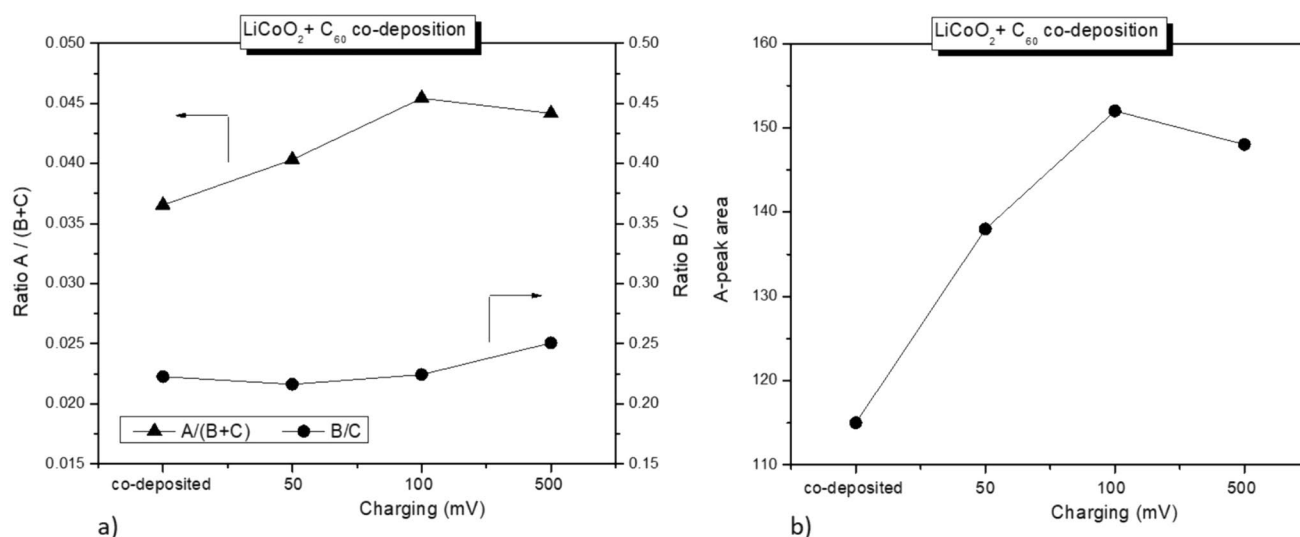 LiCoO₂+ C₆₀ co-deposition
0.050
0.045
0.040
0.035
0.030
0.025
0.020
0.015
Ratio A / (B+C)
0.50
0.45
0.40
0.35
0.30
0.25
0.20
0.15
Ratio B / C
A/(B+C) B/C
co-deposited 50 100 500
Charging (mV)
a)
LiCoO₂+ C₆₀ co-deposition
160
150
140
130
120
110
A-peak area
co-deposited 50 100 500
Charging (mV)
b)